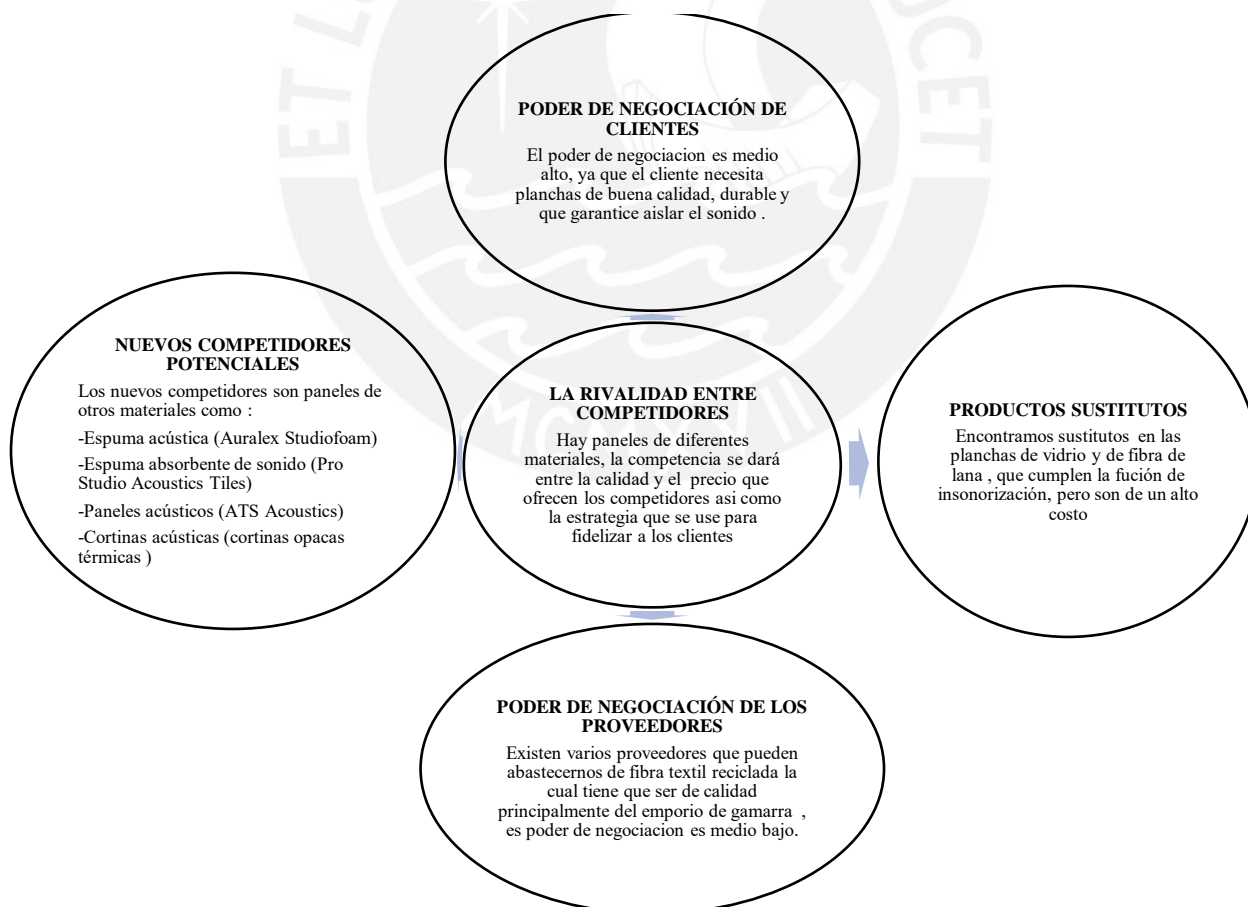 PODER DE NEGOCIACIÓN DE
CLIENTES
El poder de negociacion es medio
alto, ya que el cliente necesita
planchas de buena calidad, durable y
que garantice aislar el sonido .
NUEVOS COMPETIDORES
POTENCIALES
Los nuevos competidores son paneles de
otros materiales como :
-Espuma acústica (Auralex Studiofoam)
-Espuma absorbente de sonido (Pro
Studio Acoustics Tiles)
-Paneles acústicos (ATS Acoustics)
-Cortinas acústicas (cortinas opacas
térmicas )
LA RIVALIDAD ENTRE
COMPETIDORES
Hay paneles de diferentes
materiales, la competencia se dará
entre la calidad y el precio que
ofrecen los competidores asi como
la estrategia que se use para
fidelizar a los clientes
PRODUCTOS SUSTITUTOS
Encontramos sustitutos en las
planchas de vidrio y de fibra de
lana , que cumplen la fución de
insonorización, pero son de un alto
costo
PODER DE NEGOCIACIÓN DE LOS
PROVEEDORES
Existen varios proveedores que pueden
abastecernos de fibra textil reciclada la
cual tiene que ser de calidad
principalmente del emporio de gamarra ,
es poder de negociacion es medio bajo.